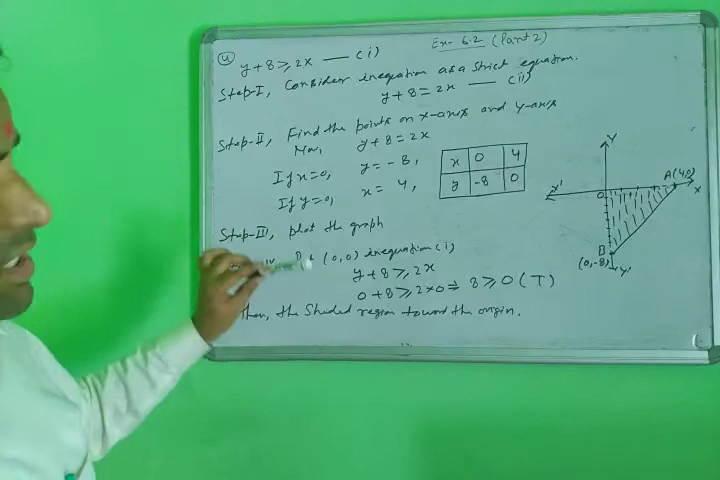 Ex- 6.2 (Part 2)
(4) y+8 ≥ 2x — (i)
Step-I, Consider inequation as a Strict equation.
y+8 = 2x — (ii)
Step-II, Find the points on x-axis and y-axis
Now, y+8 = 2x
If x=0, y = -8,
If y=0, x = 4,
x 0 4
y -8 0
Step-III, plot the graph
(0,0) inequation (i)
y+8 ≥ 2x
0+8 ≥ 2×0 ⇒ 8 ≥ 0 (T)
Then, the Shaded region toward the origin.
Y
X' O A(4,0) X
B
(0,-8) Y'